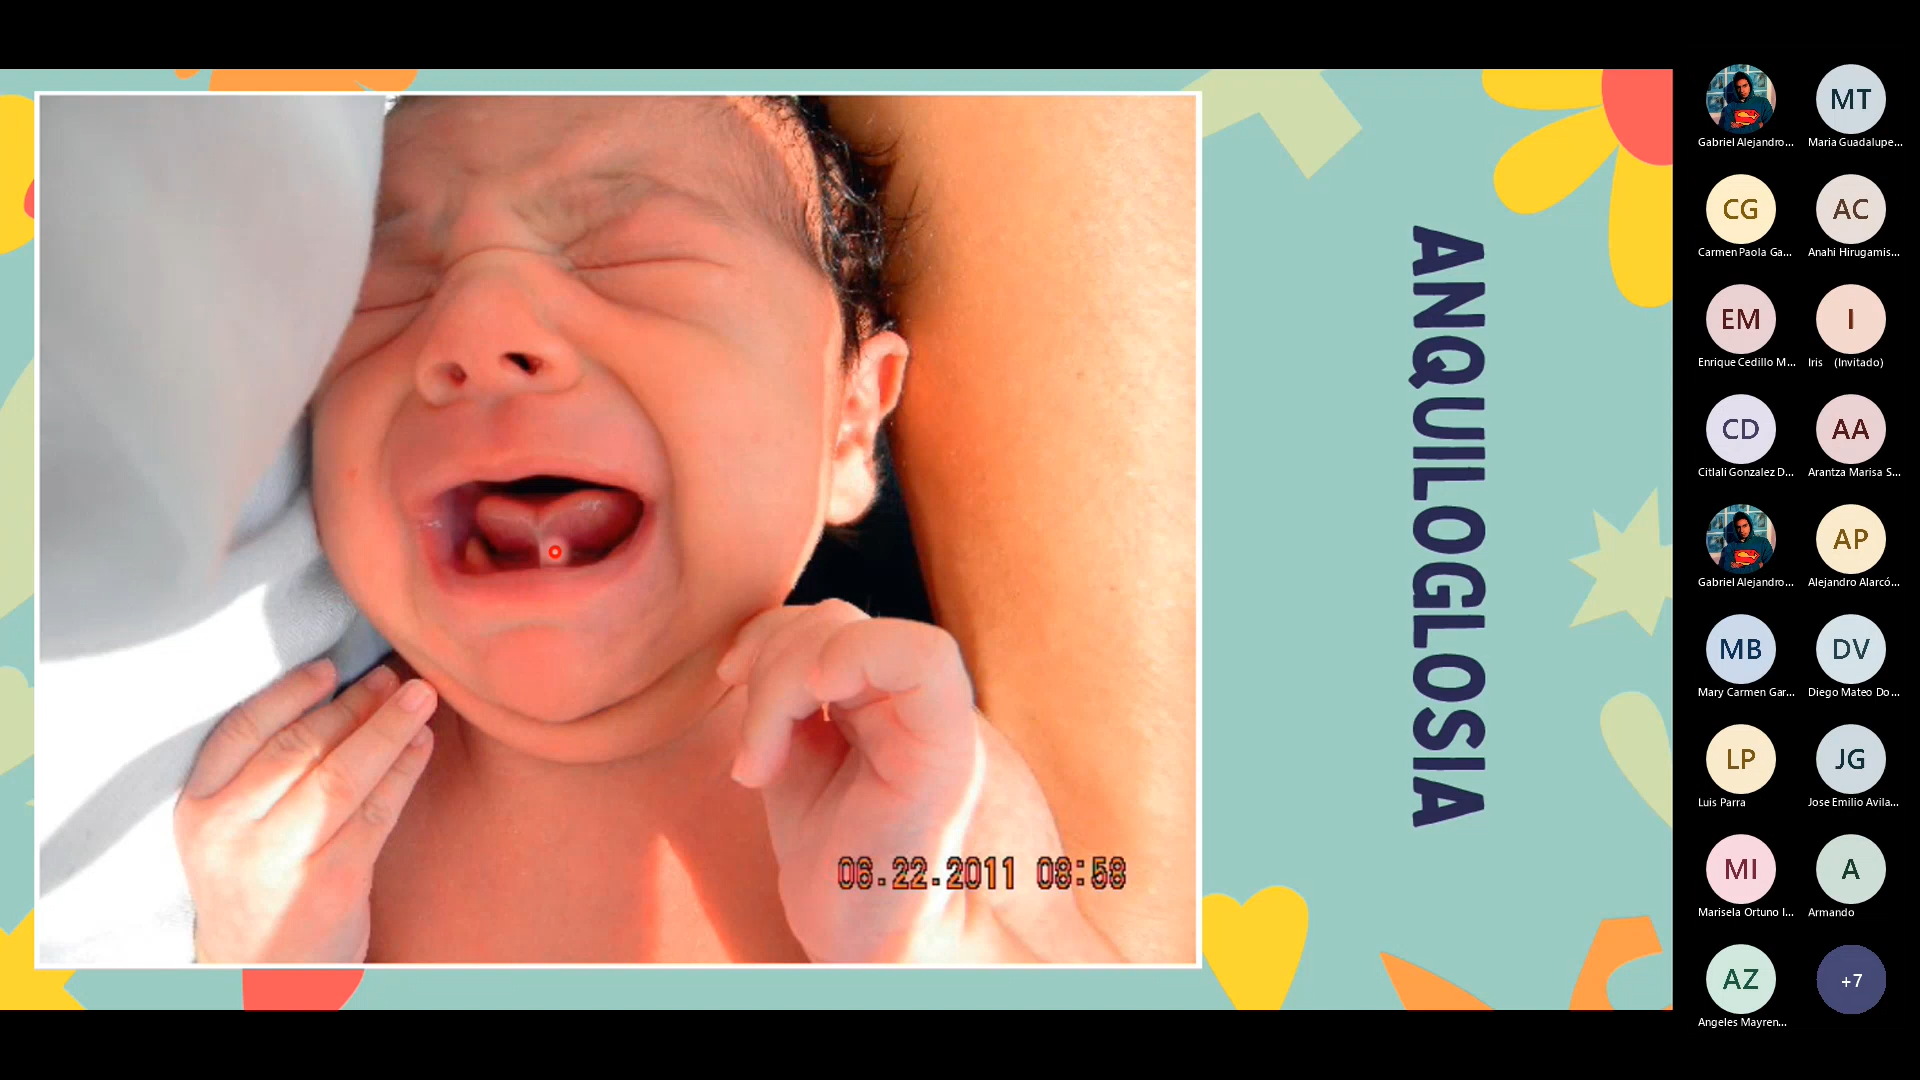 ANQUILOGLOSIA
06.22.2011 08:58
Gabriel Alejandro...
MT
Maria Guadalupe...
CG
Carmen Paola Ga...
AC
Anahi Hirugamis...
EM
Enrique Cedillo M...
I
Iris (Invitado)
CD
Citlali Gonzalez D...
AA
Arantza Marisa S...
Gabriel Alejandro...
AP
Alejandro Alarcó...
MB
Mary Carmen Gar...
DV
Diego Mateo Do...
LP
Luis Parra
JG
Jose Emilio Avila...
MI
Marisela Ortuno I...
A
Armando
AZ
Angeles Mayren...
+7